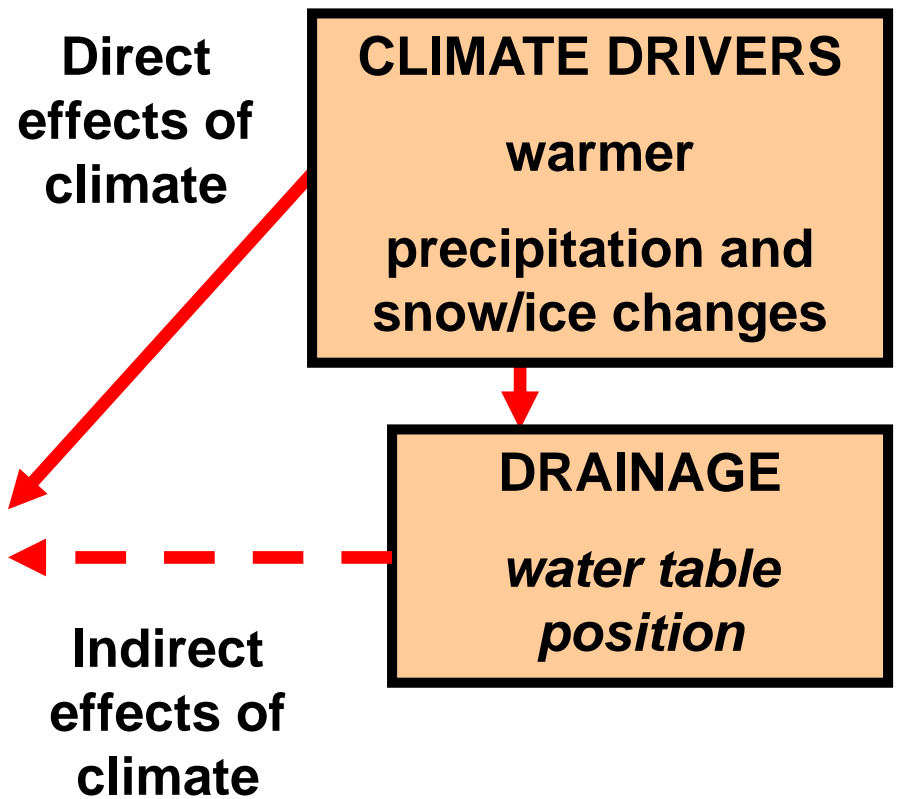 Direct
effects of
climate
CLIMATE DRIVERS
warmer
precipitation and
snow/ice changes
DRAINAGE
water table
position
Indirect
effects of
climate